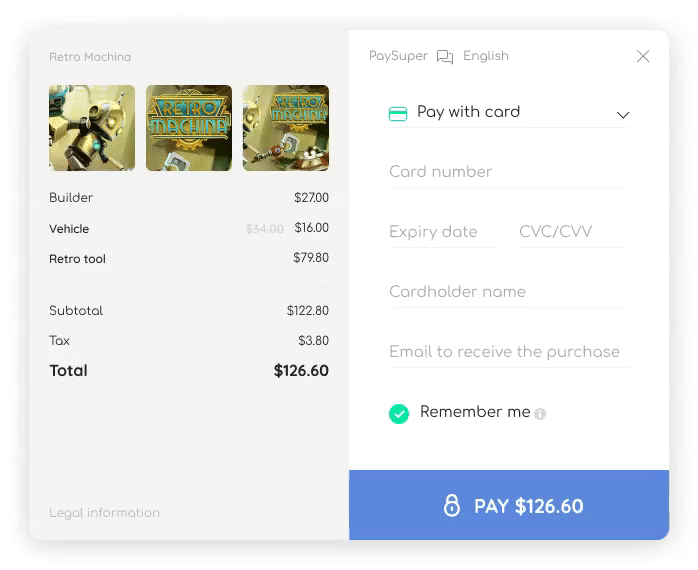 Retro Machina
RETRO
MACHINA
RETRO
MACHINA
Builder $27.00
Vehicle $34.00 $16.00
Retro tool $79.80
Subtotal $122.80
Tax $3.80
Total $126.60
Legal information
PaySuper English
Pay with card
Card number
Expiry date CVC/CVV
Cardholder name
Email to receive the purchase
Remember me
PAY $126.60